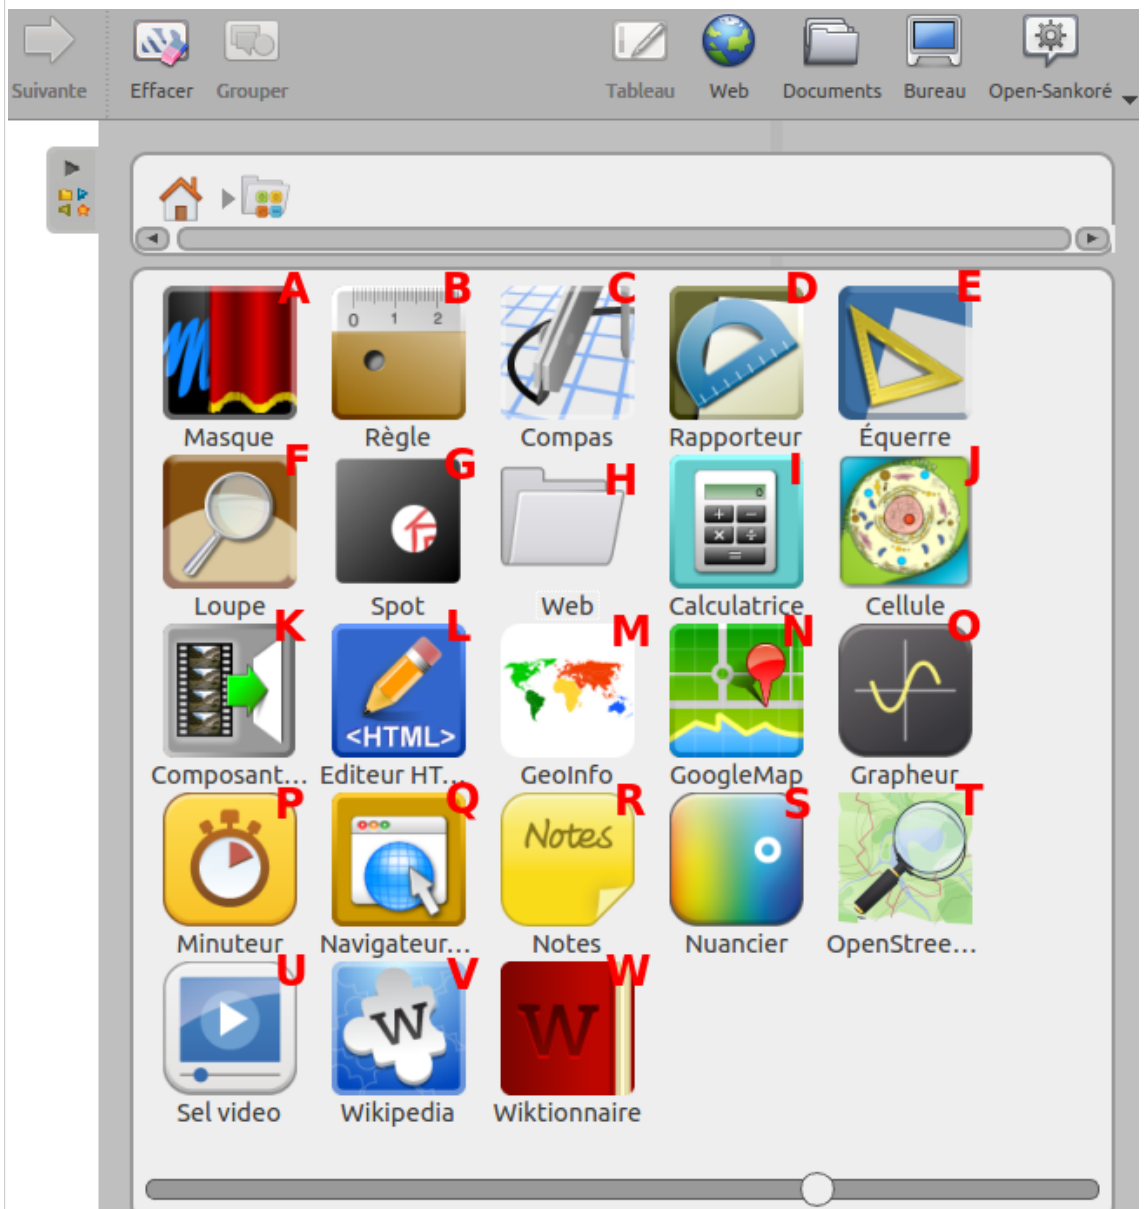 Suivante Effacer Grouper Tableau Web Documents Bureau Open-Sankoré
A B C D E
0 1 2
Masque Règle Compas Rapporteur Équerre
F G H I J
0
+ −
× ÷
=
Loupe Spot Web Calculatrice Cellule
K L M N O
<HTML>
Composant... Editeur HT... GeoInfo GoogleMap Grapheur
P Q R S T
Notes
Minuteur Navigateur... Notes Nuancier OpenStree...
U V W
W W
Sel video Wikipedia Wiktionnaire